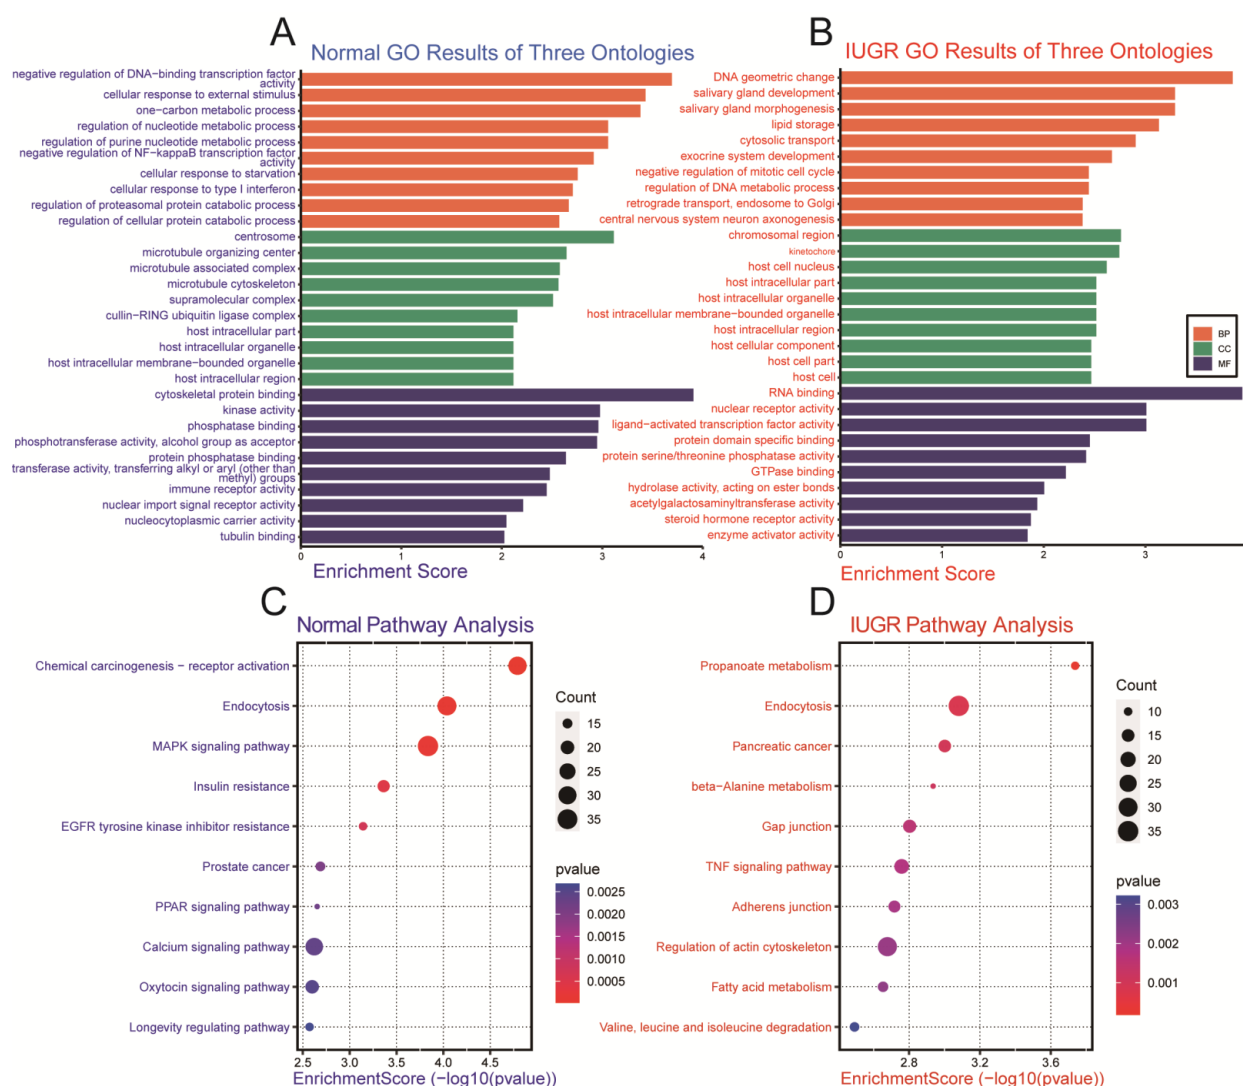 A
Normal GO Results of Three Ontologies
negative regulation of DNA−binding transcription factor
activity
cellular response to external stimulus
one−carbon metabolic process
regulation of nucleotide metabolic process
regulation of purine nucleotide metabolic process
negative regulation of NF−kappaB transcription factor
activity
cellular response to starvation
cellular response to type I interferon
regulation of proteasomal protein catabolic process
regulation of cellular protein catabolic process
centrosome
microtubule organizing center
microtubule associated complex
microtubule cytoskeleton
supramolecular complex
cullin−RING ubiquitin ligase complex
host intracellular part
host intracellular organelle
host intracellular membrane−bounded organelle
host intracellular region
cytoskeletal protein binding
kinase activity
phosphatase binding
phosphotransferase activity, alcohol group as acceptor
protein phosphatase binding
transferase activity, transferring alkyl or aryl (other than
methyl) groups
immune receptor activity
nuclear import signal receptor activity
nucleocytoplasmic carrier activity
tubulin binding
0 1 2 3 4
Enrichment Score
B
IUGR GO Results of Three Ontologies
DNA geometric change
salivary gland development
salivary gland morphogenesis
lipid storage
cytosolic transport
exocrine system development
negative regulation of mitotic cell cycle
regulation of DNA metabolic process
retrograde transport, endosome to Golgi
central nervous system neuron axonogenesis
chromosomal region
kinetochore
host cell nucleus
host intracellular part
host intracellular organelle
host intracellular membrane−bounded organelle
host intracellular region
host cellular component
host cell part
host cell
RNA binding
nuclear receptor activity
ligand−activated transcription factor activity
protein domain specific binding
protein serine/threonine phosphatase activity
GTPase binding
hydrolase activity, acting on ester bonds
acetylgalactosaminyltransferase activity
steroid hormone receptor activity
enzyme activator activity
0 1 2 3
Enrichment Score
BP
CC
MF
C
Normal Pathway Analysis
Chemical carcinogenesis − receptor activation
Endocytosis
MAPK signaling pathway
Insulin resistance
EGFR tyrosine kinase inhibitor resistance
Prostate cancer
PPAR signaling pathway
Calcium signaling pathway
Oxytocin signaling pathway
Longevity regulating pathway
2.5 3.0 3.5 4.0 4.5
EnrichmentScore (−log10(pvalue))
Count
15
20
25
30
35
pvalue
0.0025
0.0020
0.0015
0.0010
0.0005
D
IUGR Pathway Analysis
Propanoate metabolism
Endocytosis
Pancreatic cancer
beta−Alanine metabolism
Gap junction
TNF signaling pathway
Adherens junction
Regulation of actin cytoskeleton
Fatty acid metabolism
Valine, leucine and isoleucine degradation
2.8 3.2 3.6
EnrichmentScore (−log10(pvalue))
Count
10
15
20
25
30
35
pvalue
0.003
0.002
0.001